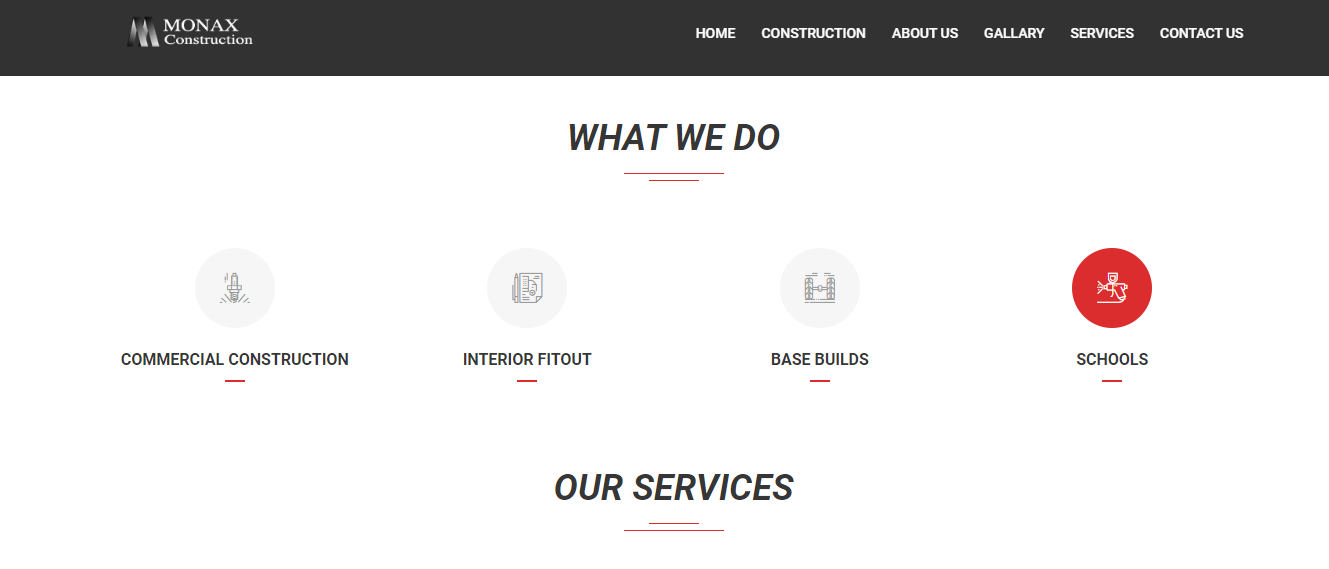 MONAX
Construction
HOME CONSTRUCTION ABOUT US GALLARY SERVICES CONTACT US
WHAT WE DO
COMMERCIAL CONSTRUCTION INTERIOR FITOUT BASE BUILDS SCHOOLS
OUR SERVICES